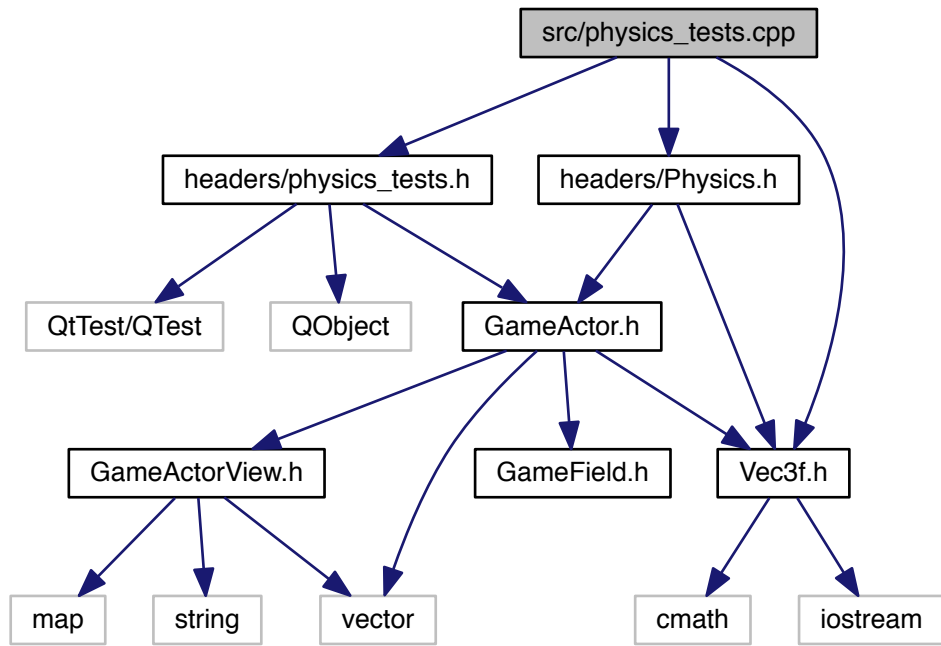 src/physics_tests.cpp
headers/physics_tests.h
headers/Physics.h
QtTest/QTest
QObject
GameActor.h
GameActorView.h
GameField.h
Vec3f.h
map
string
vector
cmath
iostream